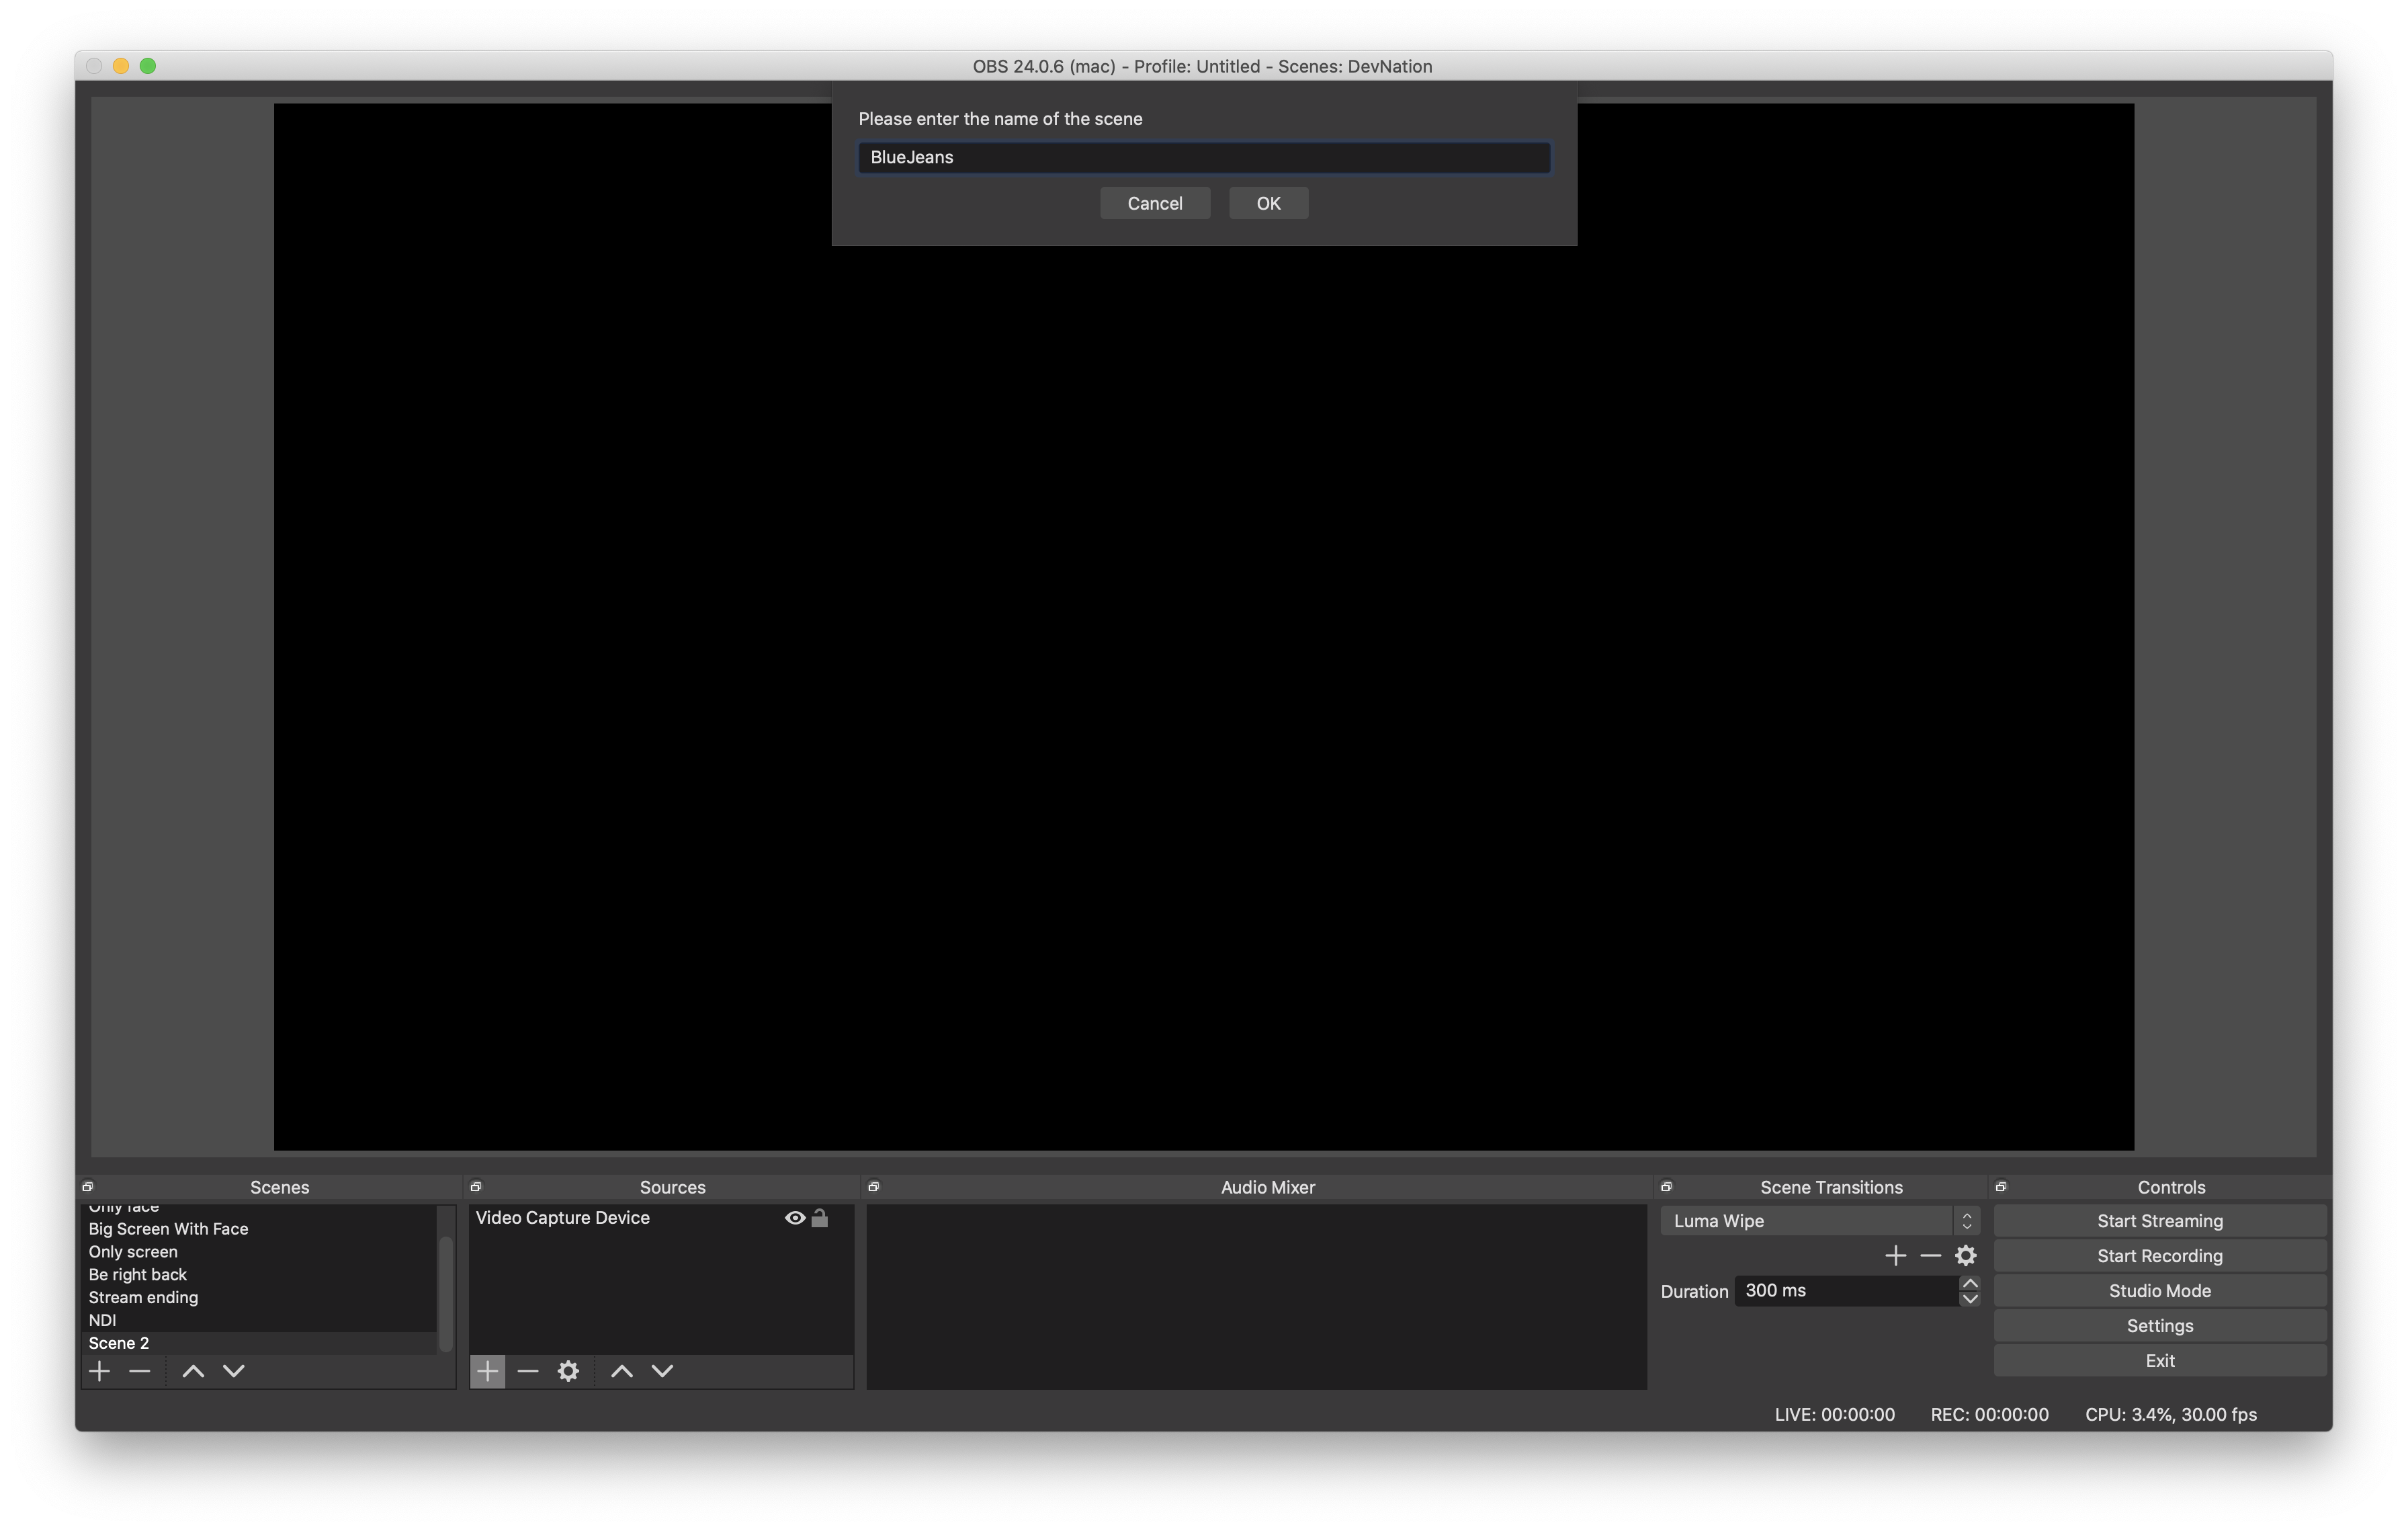 OBS 24.0.6 (mac) - Profile: Untitled - Scenes: DevNation
Please enter the name of the scene
BlueJeans
Cancel OK
Scenes
Only face
Big Screen With Face
Only screen
Be right back
Stream ending
NDI
Scene 2
Sources
Video Capture Device
Audio Mixer
Scene Transitions
Luma Wipe
Duration 300 ms
Controls
Start Streaming
Start Recording
Studio Mode
Settings
Exit
LIVE: 00:00:00 REC: 00:00:00 CPU: 3.4%, 30.00 fps